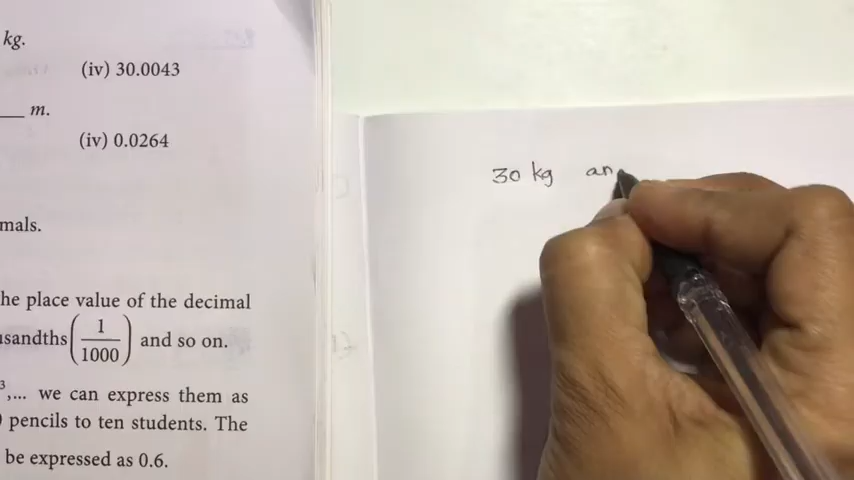 kg.
(iv) 30.0043
m.
(iv) 0.0264
mals.
he place value of the decimal
usandths (1/1000) and so on.
3,... we can express them as
) pencils to ten students. The
be expressed as 0.6.
30 kg an